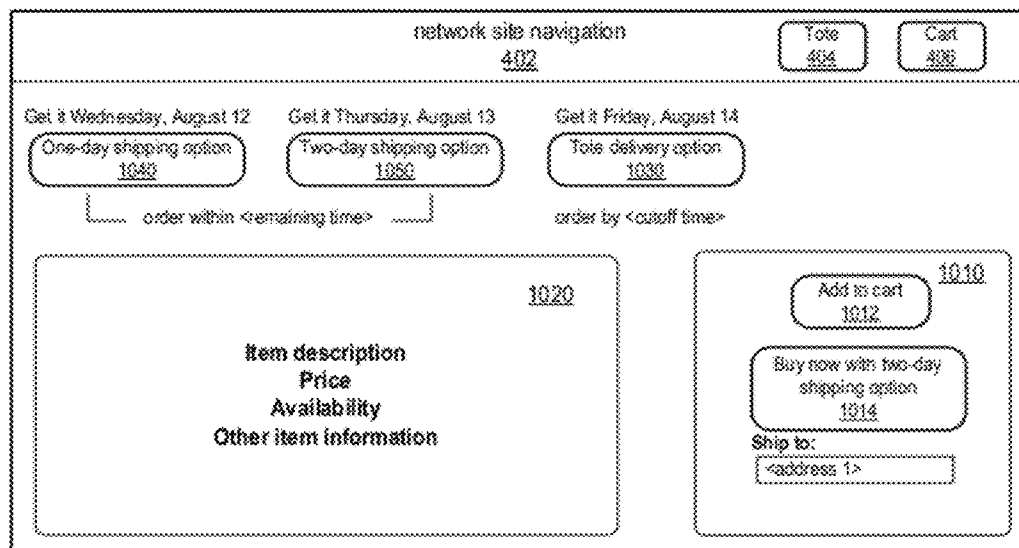 network site navigation
402
Tote
404
Cart
406
Get it Wednesday, August 12
One-day shipping option
1040
Get it Thursday, August 13
Two-day shipping option
1050
Get it Friday, August 14
Tote delivery option
1030
order within <remaining time>
order by <cutoff time>
1020
Item description
Price
Availability
Other item information
1010
Add to cart
1012
Buy now with two-day
shipping option
1014
Ship to:
<address 1>